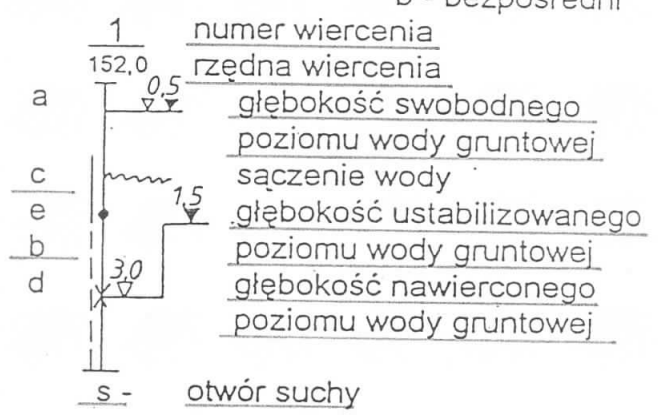 b - bezpośredni
1 numer wiercenia
152,0 rzędna wiercenia
a 0,5 głębokość swobodnego
poziomu wody gruntowej
c sączenie wody
e 1,5 głębokość ustabilizowanego
b poziomu wody gruntowej
d 3,0 głębokość nawierconego
poziomu wody gruntowej
s - otwór suchy